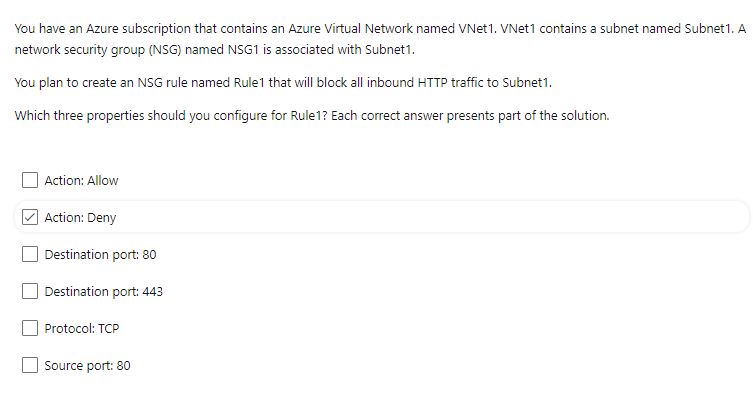 You have an Azure subscription that contains an Azure Virtual Network named VNet1. VNet1 contains a subnet named Subnet1. A
network security group (NSG) named NSG1 is associated with Subnet1.
You plan to create an NSG rule named Rule1 that will block all inbound HTTP traffic to Subnet1.
Which three properties should you configure for Rule1? Each correct answer presents part of the solution.
Action: Allow
Action: Deny
Destination port: 80
Destination port: 443
Protocol: TCP
Source port: 80